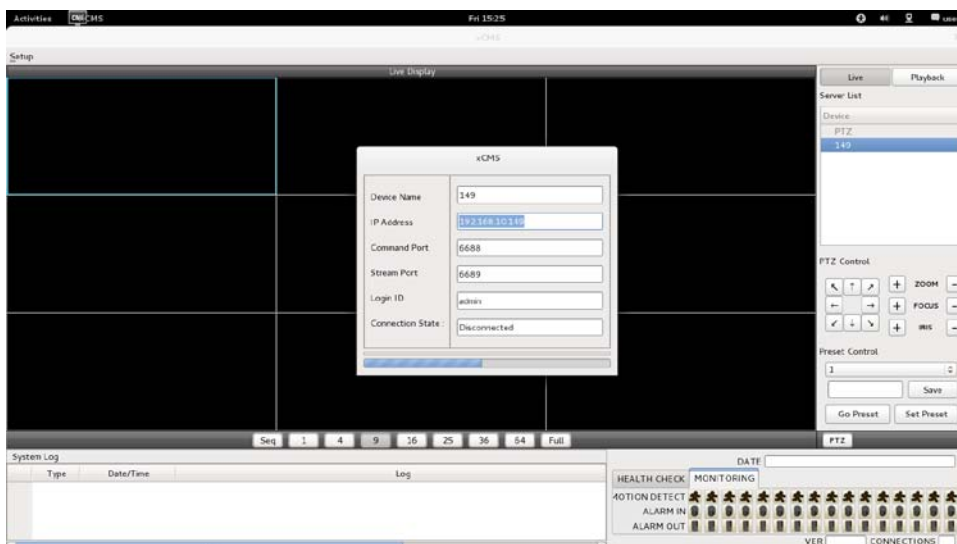 Activities CMS xCMS Fri 15:25
xCMS
Setup
Live Display
Live Playback
Server List
Device
PTZ
149
xCMS
Device Name 149
IP Address 192.168.10.149
Command Port 6688
Stream Port 6689
Login ID admin
Connection State : Disconnected
PTZ Control
+ ZOOM -
+ FOCUS -
+ IRIS -
Preset Control
1
Save
Go Preset Set Preset
Seq 1 4 9 16 25 36 64 Full PTZ
System Log
Type Date/Time Log
DATE
HEALTH CHECK MONITORING
MOTION DETECT
ALARM IN
ALARM OUT
VER CONNECTIONS